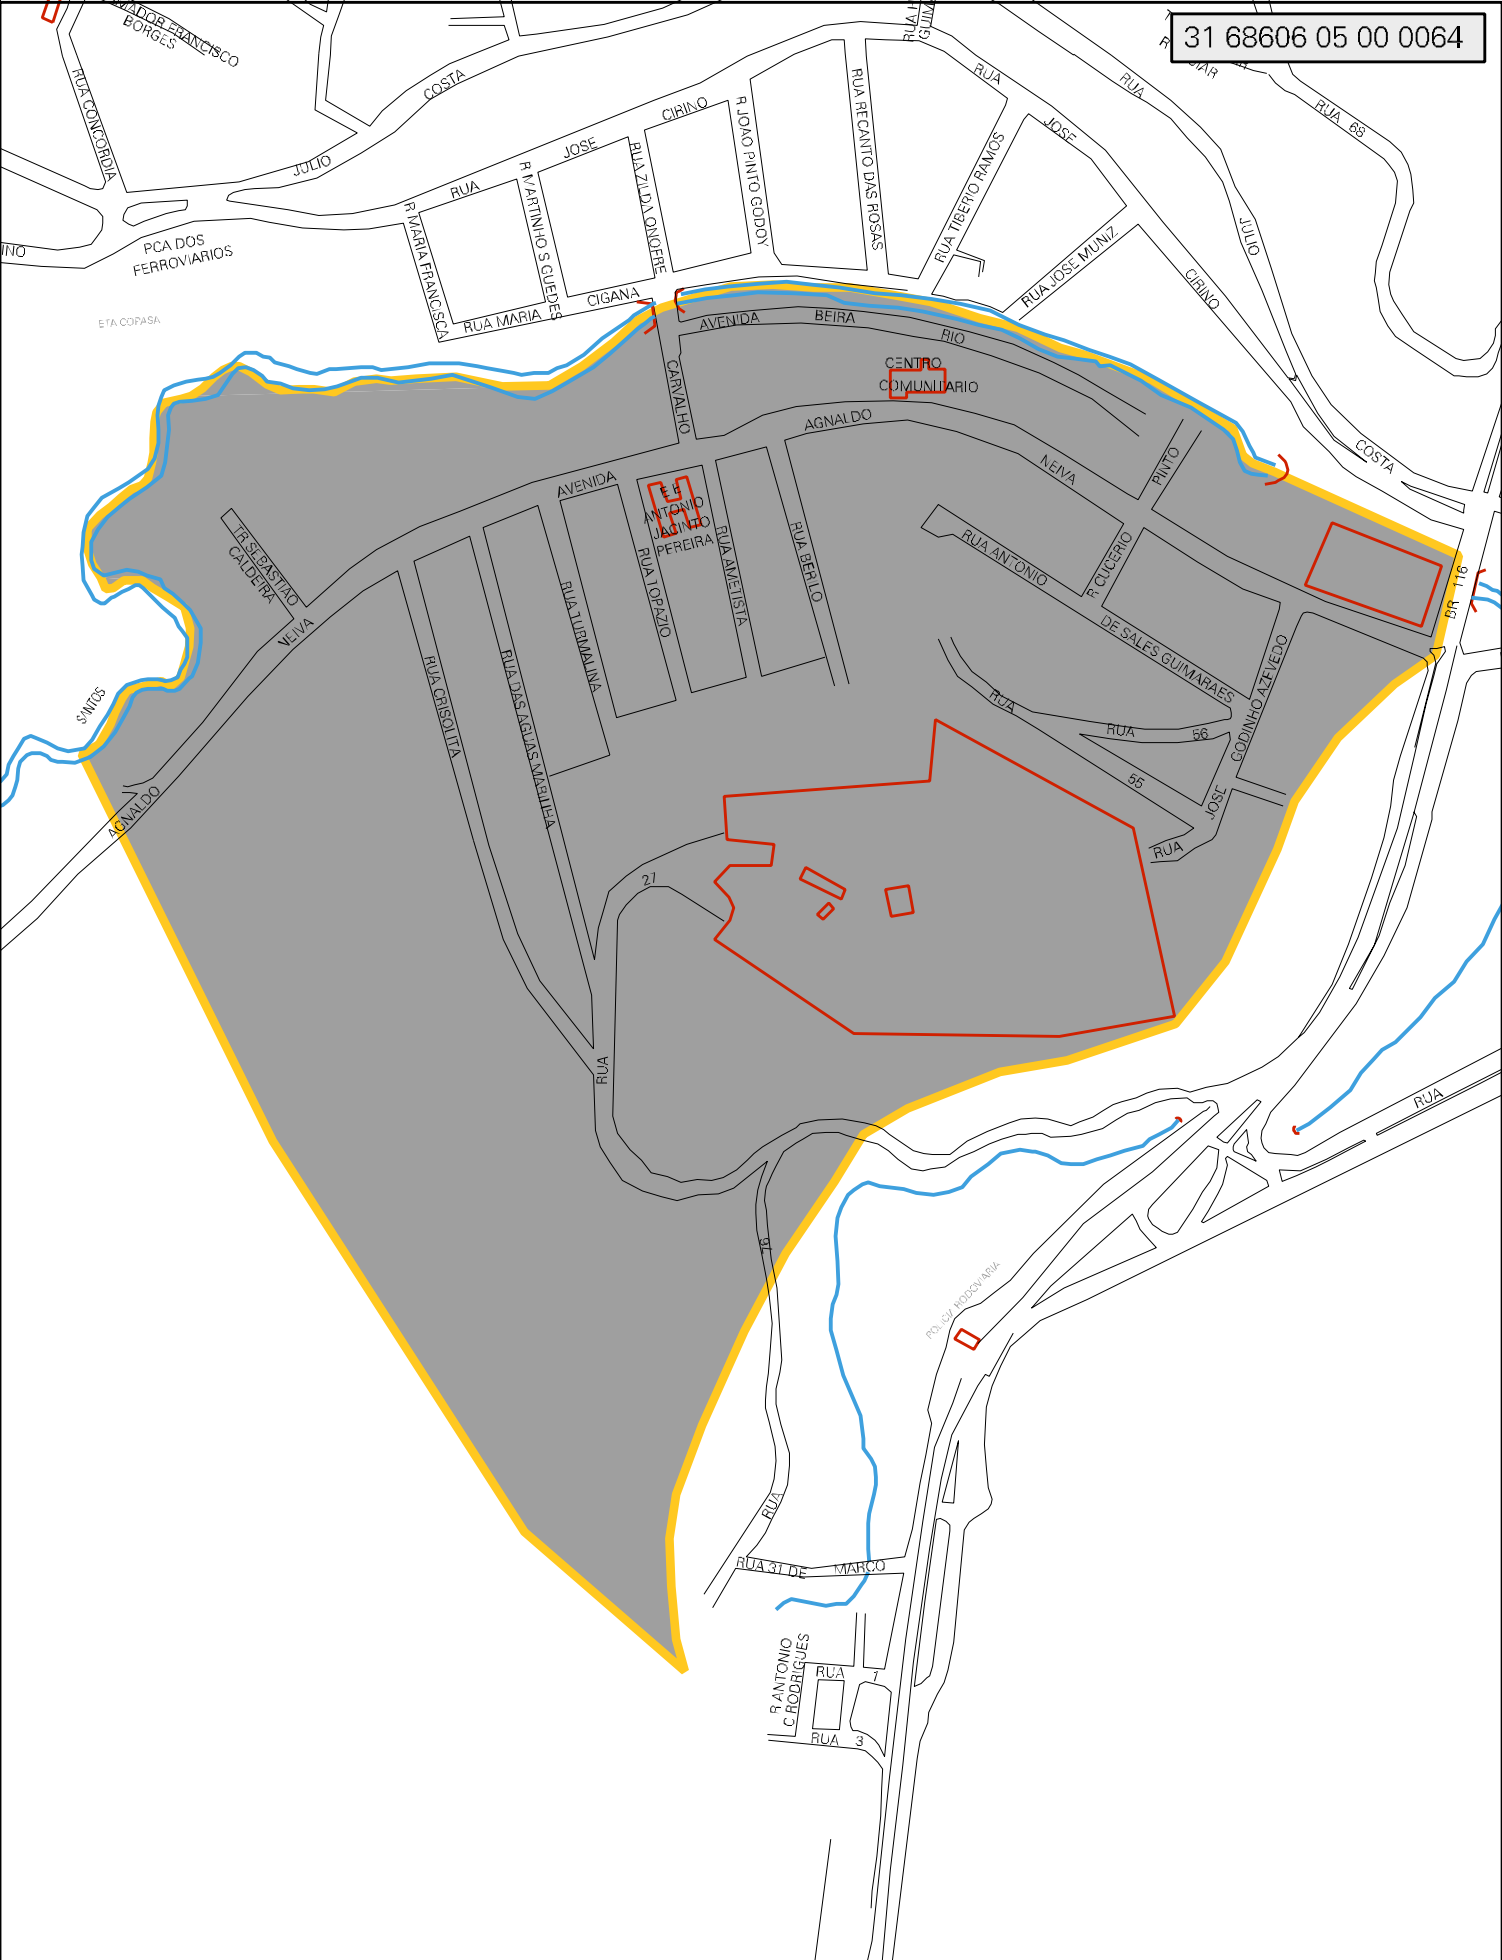 31 68606 05 00 0064
AMADOR FRANCISCO
BORGES
RUA CONCORDIA
COSTA
JULIO
PCA DOS
FERROVIARIOS
ETA COPASA
RUA
JOSE
CIRINO
R MARIA FRANCISCA
R MARTINHO S GUEDES
RUA ZILDA ONOFRE
R JOAO PINTO GODOY
RUA RECANTO DAS ROSAS
RUA TIBERIO RAMOS
RUA JOSE MUNIZ
RUA
JOSE
CIRINO
RUA
JULIO
COSTA
RUA 68
RUA MARIA
CIGANA
AVENIDA
BEIRA
RIO
CENTRO
COMUNITARIO
CARVALHO
AGNALDO
NEIVA
PINTO
R CUCERIO
AVENIDA
E E
ANTONIO
JACINTO
PEREIRA
RUA TOPAZIO
RUA AMETISTA
RUA BERILO
RUA TURMALINA
RUA DAS AGUAS MARINHA
RUA CRISOLITA
TR SEBASTIAO
CALDEIRA
NEIVA
AGNALDO
SANTOS
RUA ANTONIO
DE SALES GUIMARAES
GODINHO AZEVEDO
JOSE
RUA
RUA
56
RUA
55
BR 116
27
RUA
76
RUA
RUA
POLICIA RODOVIARIA
RUA 31 DE
MARCO
R ANTONIO
C RODRIGUES
RUA
1
RUA 3